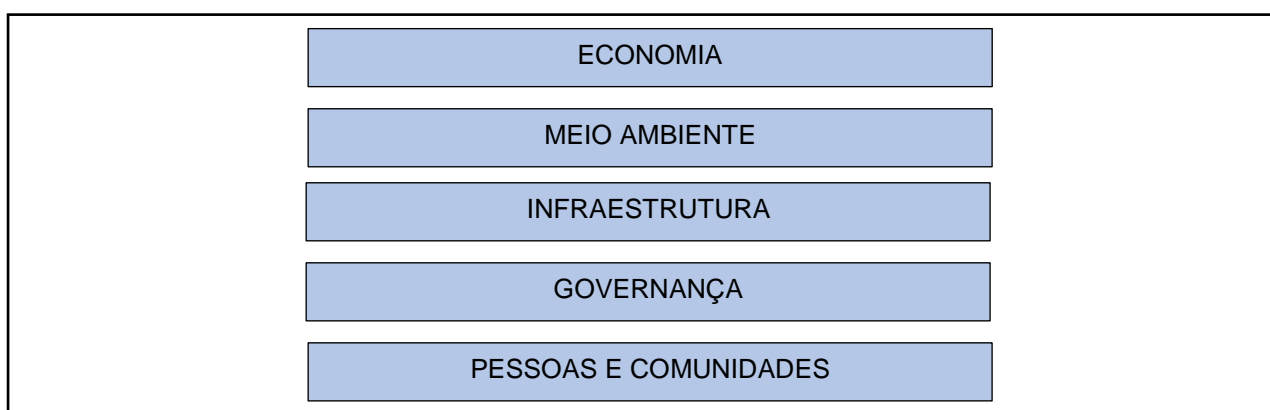 ECONOMIA
MEIO AMBIENTE
INFRAESTRUTURA
GOVERNANÇA
PESSOAS E COMUNIDADES